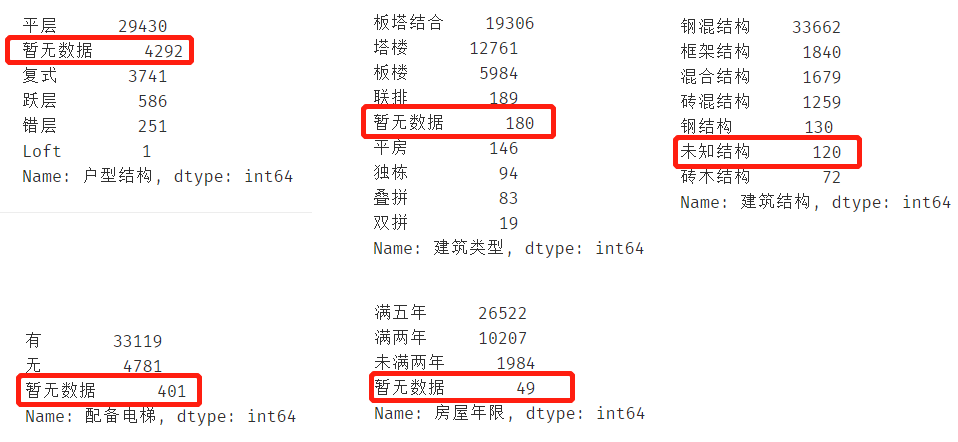 平层 29430
暂无数据 4292
复式 3741
跃层 586
错层 251
Loft 1
Name: 户型结构, dtype: int64
板塔结合 19306
塔楼 12761
板楼 5984
联排 189
暂无数据 180
平房 146
独栋 94
叠拼 83
双拼 19
Name: 建筑类型, dtype: int64
钢混结构 33662
框架结构 1840
混合结构 1679
砖混结构 1259
钢结构 130
未知结构 120
砖木结构 72
Name: 建筑结构, dtype: int64
有 33119
无 4781
暂无数据 401
Name: 配备电梯, dtype: int64
满五年 26522
满两年 10207
未满两年 1984
暂无数据 49
Name: 房屋年限, dtype: int64